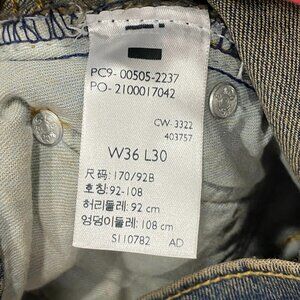 PC9-00505-2237
PO-2100017042
CW-3322
403757
W36 L30
尺码: 170/92B
호칭: 92-108
허리둘레: 92 cm
엉덩이둘레: 108 cm
S110782 AD